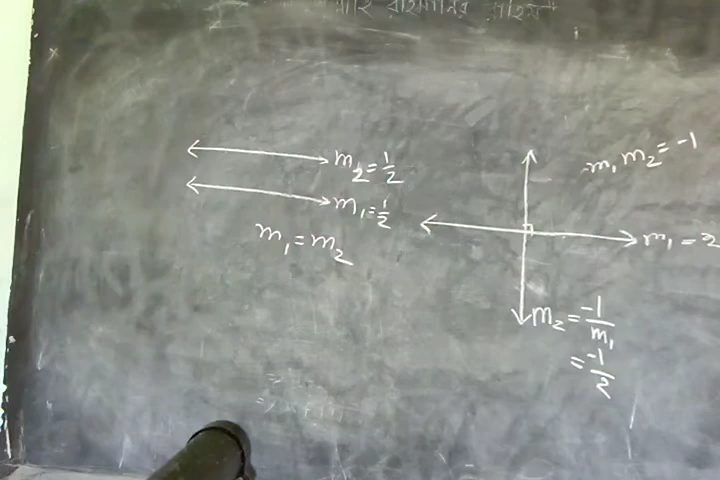 m₂ = 1/2
m₁ = 1/2
m₁ = m₂
m₁ m₂ = -1
m₁ = 2
m₂ = -1/m₁
= -1/2